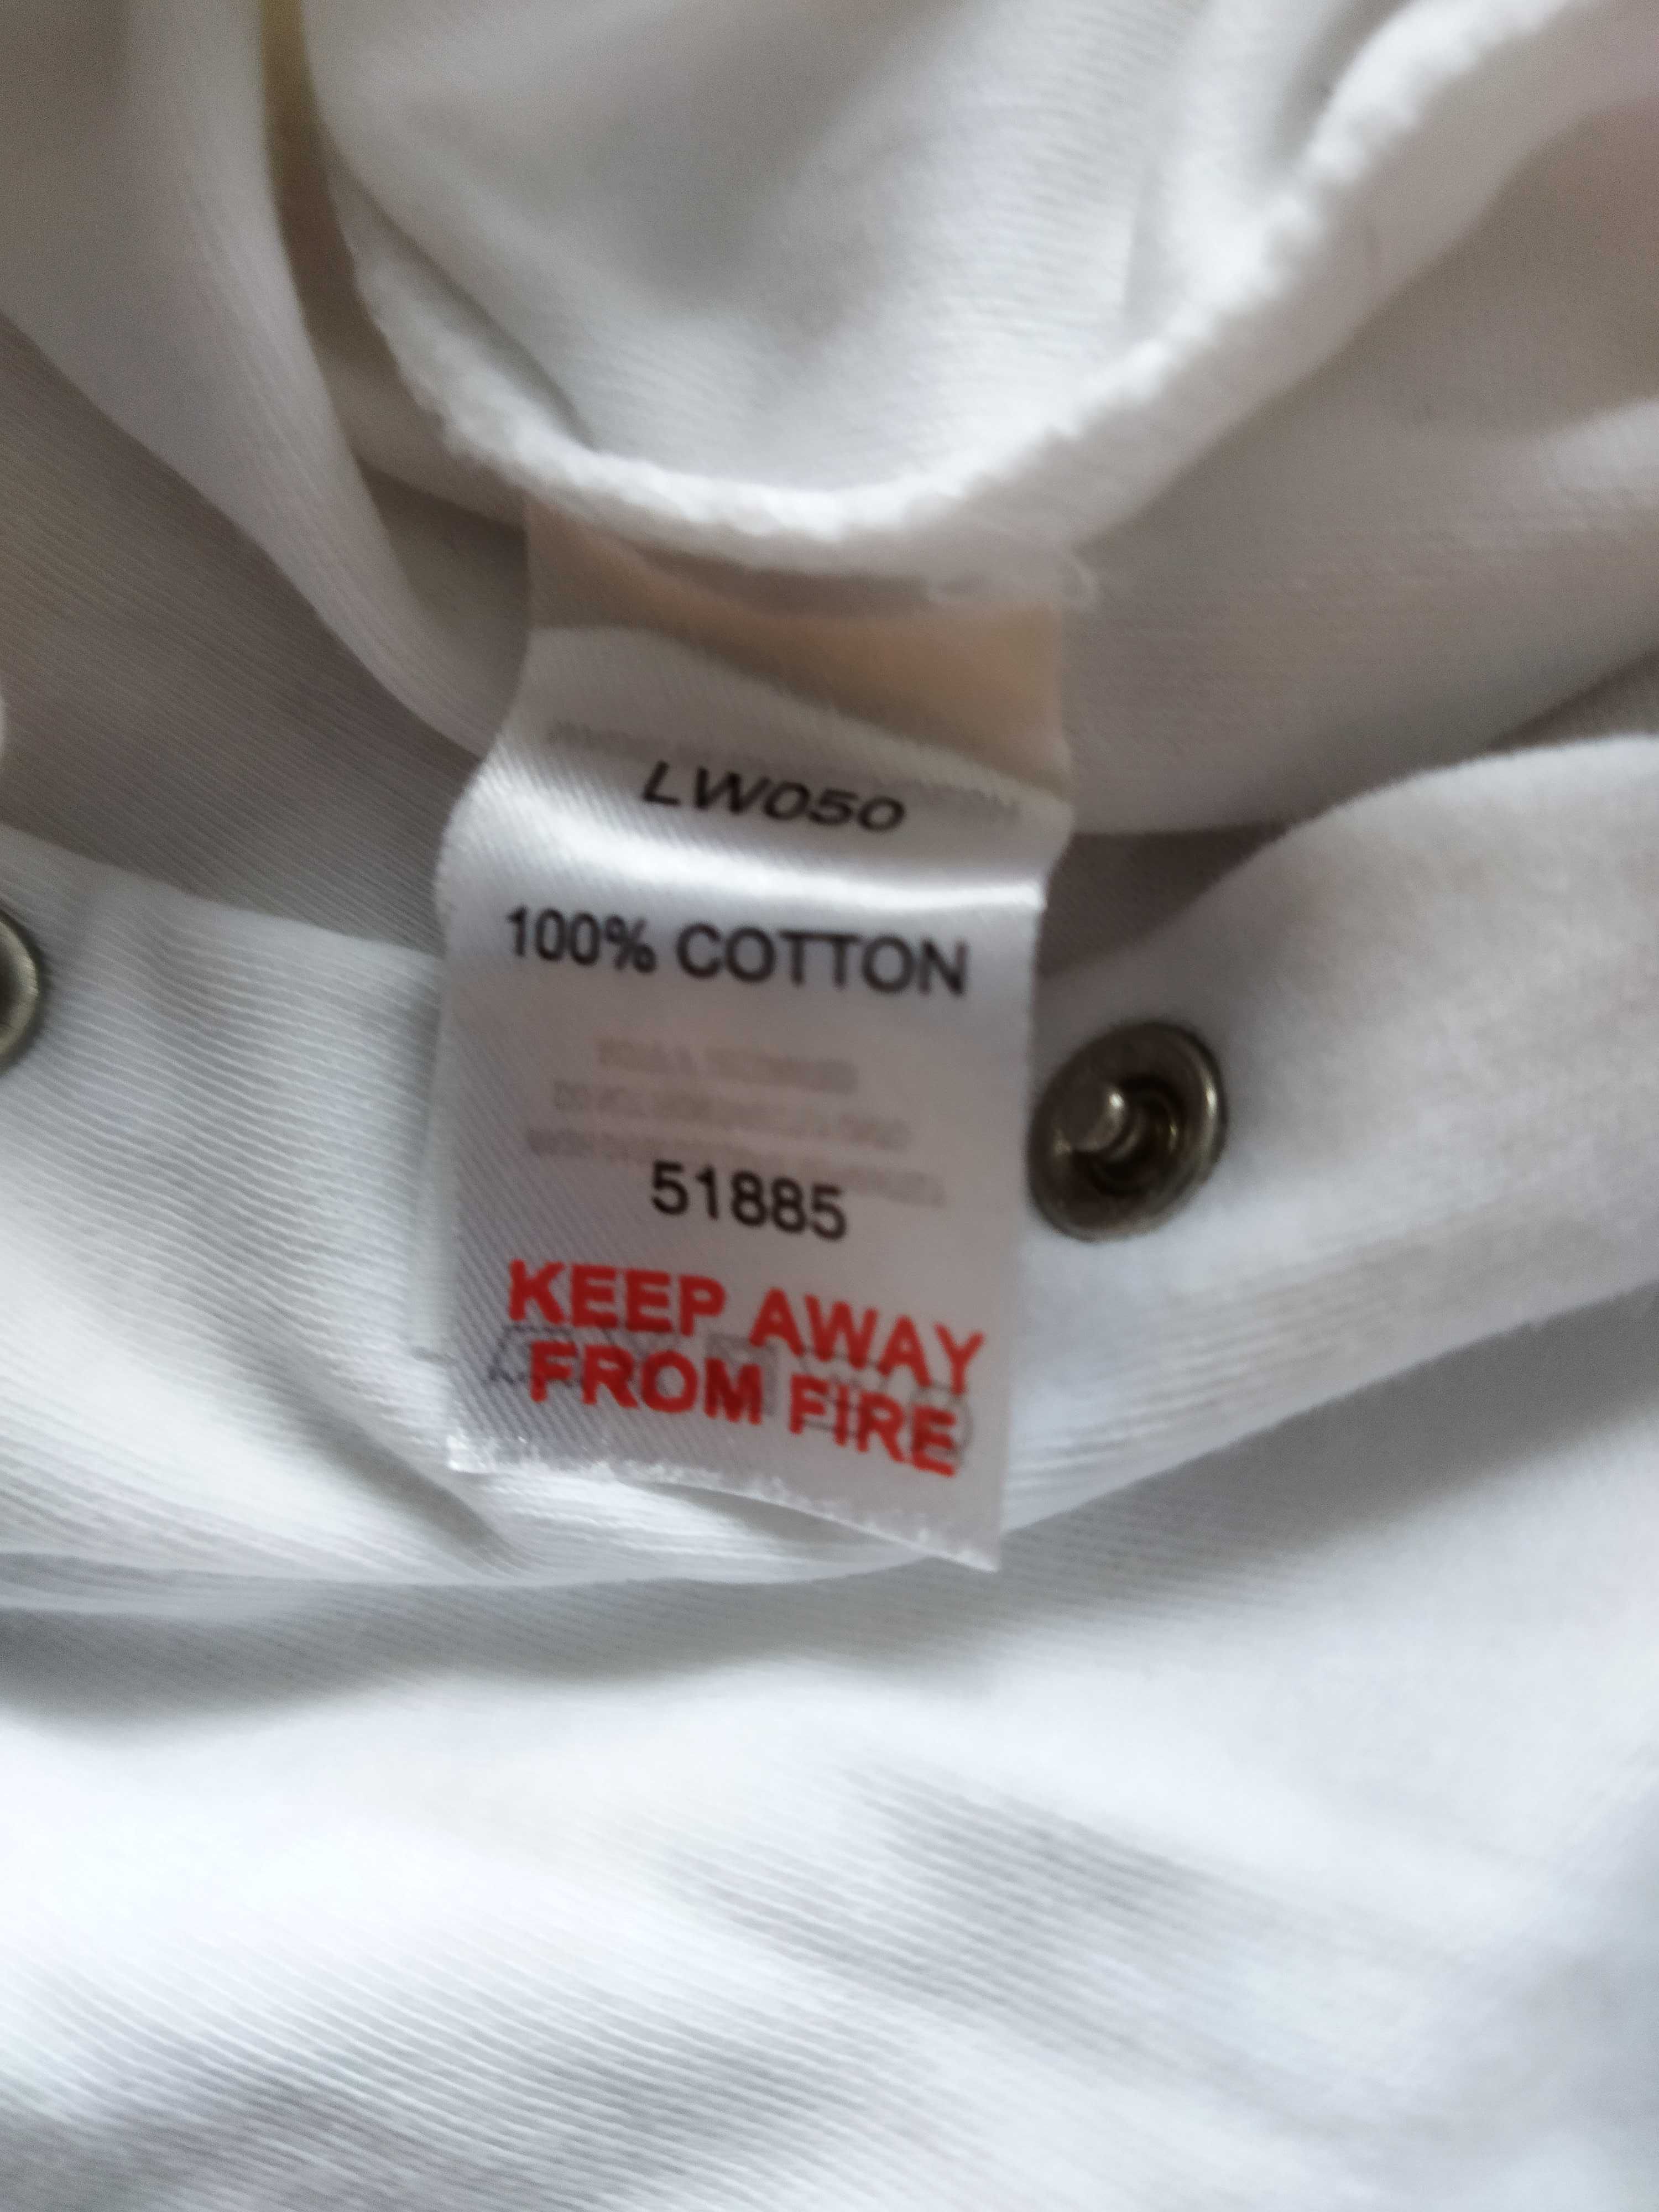 LW050
100% COTTON
51885
KEEP AWAY
FROM FIRE